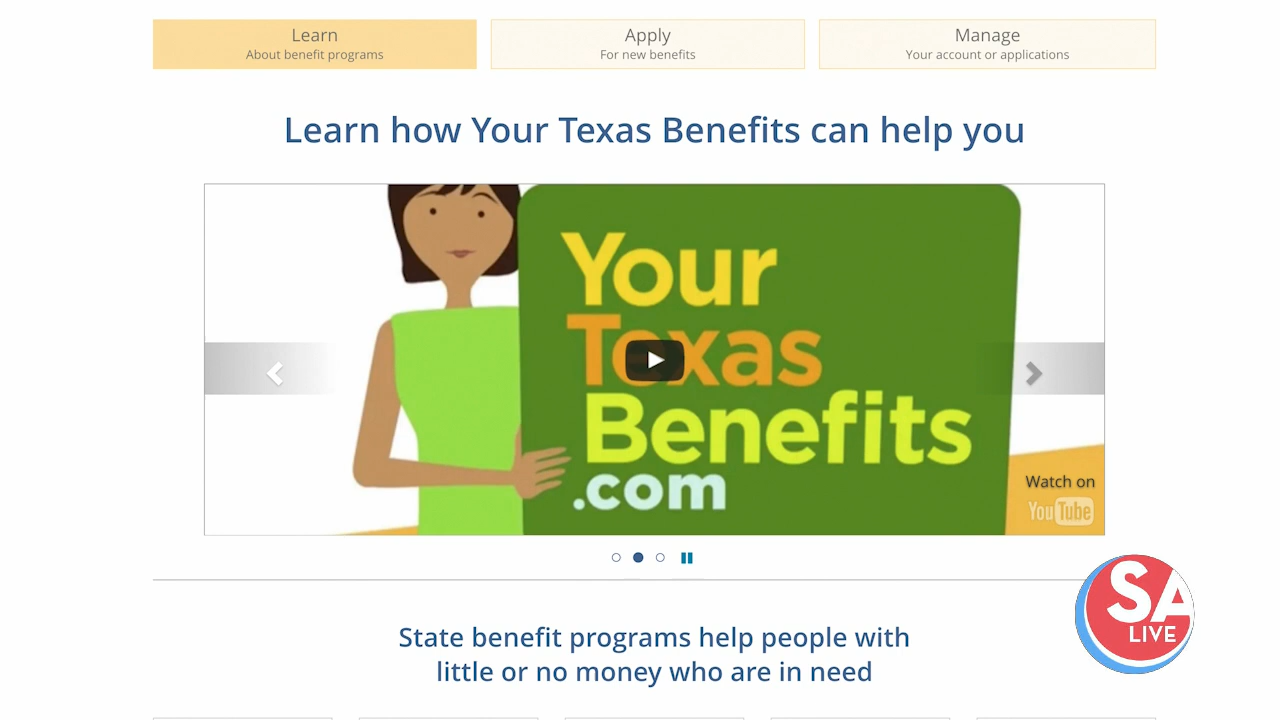 Learn
About benefit programs
Apply
For new benefits
Manage
Your account or applications
Learn how Your Texas Benefits can help you
Your
Texas
Benefits
.com
Watch on
YouTube
State benefit programs help people with
little or no money who are in need
SA
LIVE